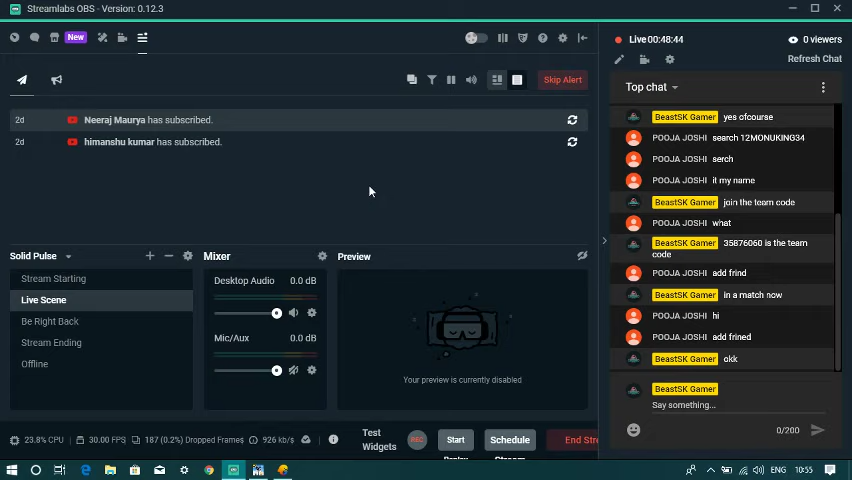 Streamlabs OBS - Version: 0.12.3
New
Live 00:48:44
0 viewers
Refresh Chat
Skip Alert
Top chat
2d Neeraj Maurya has subscribed.
2d himanshu kumar has subscribed.
BeastSK Gamer yes ofcourse
POOJA JOSHI search 12MONUKING34
POOJA JOSHI serch
POOJA JOSHI it my name
BeastSK Gamer join the team code
POOJA JOSHI what
BeastSK Gamer 35876060 is the team
code
POOJA JOSHI add frind
BeastSK Gamer in a match now
POOJA JOSHI hi
POOJA JOSHI add frined
BeastSK Gamer okk
BeastSK Gamer
Say something...
0/200
Solid Pulse
Stream Starting
Live Scene
Be Right Back
Stream Ending
Offline
Mixer
Desktop Audio 0.0 dB
Mic/Aux 0.0 dB
Preview
Your preview is currently disabled
23.8% CPU
30.00 FPS
187 (0.2%) Dropped Frames
926 kb/s
Test
Widgets
REC
Start
Replay
Schedule
Stream
End Stre
ENG
10:55